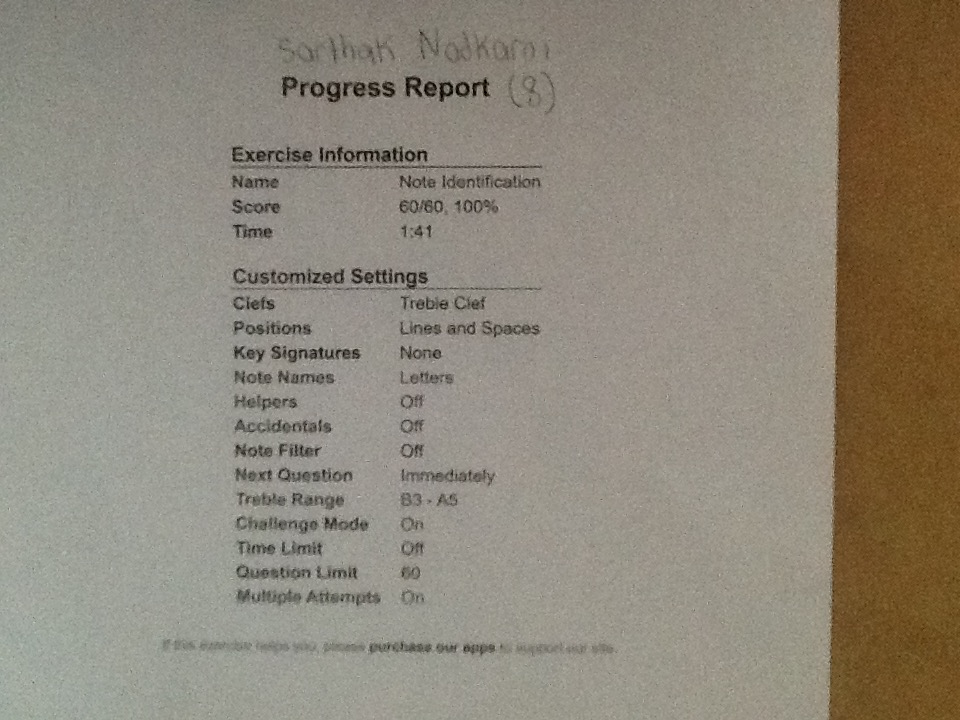 Sarthak Nadkarni
Progress Report (8)
Exercise Information
Name Note Identification
Score 60/60, 100%
Time 1:41
Customized Settings
Clefs Treble Clef
Positions Lines and Spaces
Key Signatures None
Note Names Letters
Helpers Off
Accidentals Off
Note Filter Off
Next Question Immediately
Treble Range B3 - A5
Challenge Mode On
Time Limit Off
Question Limit 60
Multiple Attempts On
If this exercise helps you, please purchase our apps to support our site.